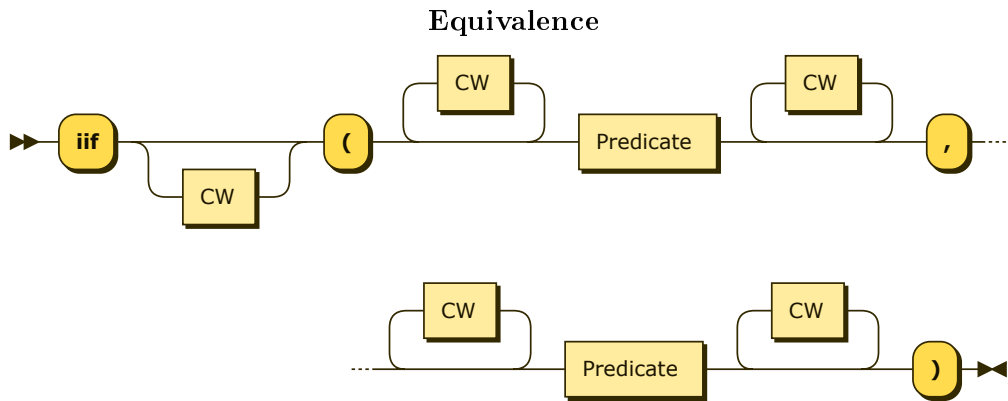 Equivalence
CW CW
iif ( Predicate ,
CW
CW CW
Predicate )